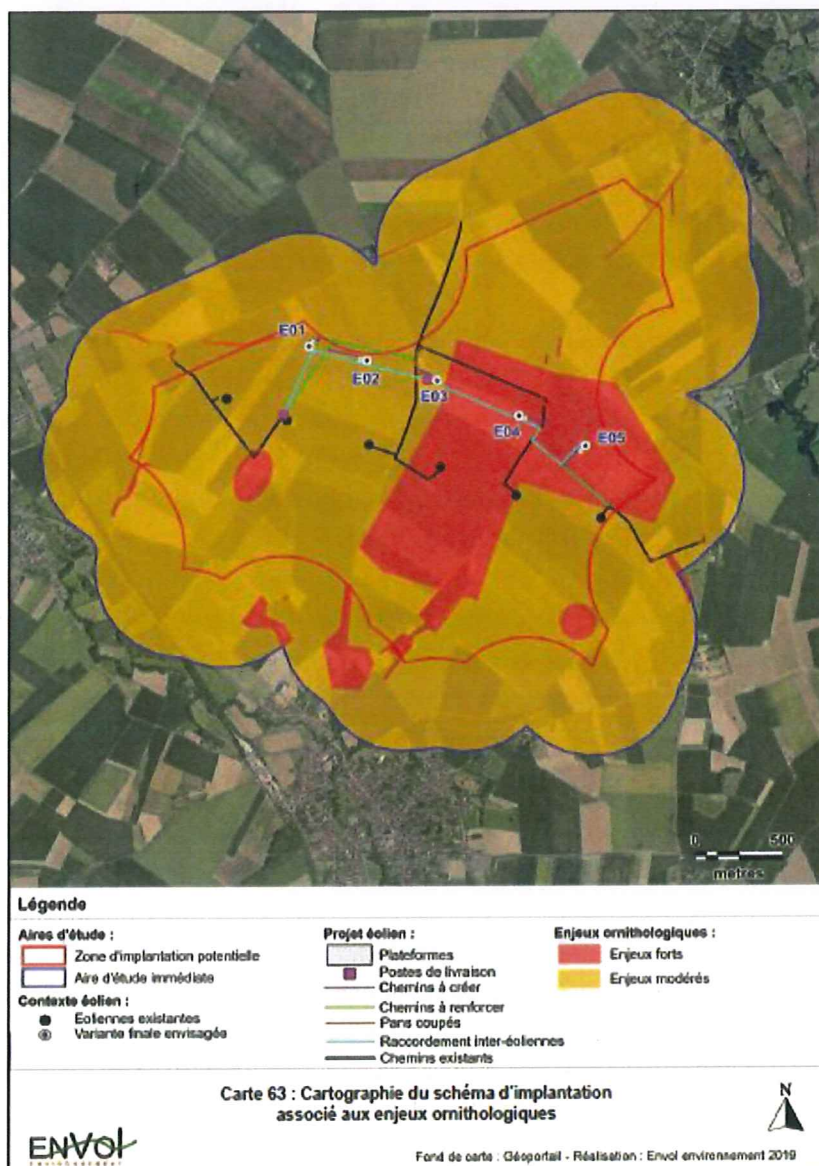 E01
E02
E03
E04
E05
0 500
mètres
Légende
Aires d'étude :
Zone d'implantation potentielle
Aire d'étude immédiate
Contexte éolien :
Eoliennes existantes
Variante finale envisagée
Projet éolien :
Plateformes
Postes de livraison
Chemins à créer
Chemins à renforcer
Pans coupés
Raccordement inter-éoliennes
Chemins existants
Enjeux ornithologiques :
Enjeux forts
Enjeux modérés
Carte 63 : Cartographie du schéma d'implantation
associé aux enjeux ornithologiques
N
ENVOL
ENVIRONNEMENT
Fond de carte : Géoportail - Réalisation : Envol environnement 2019